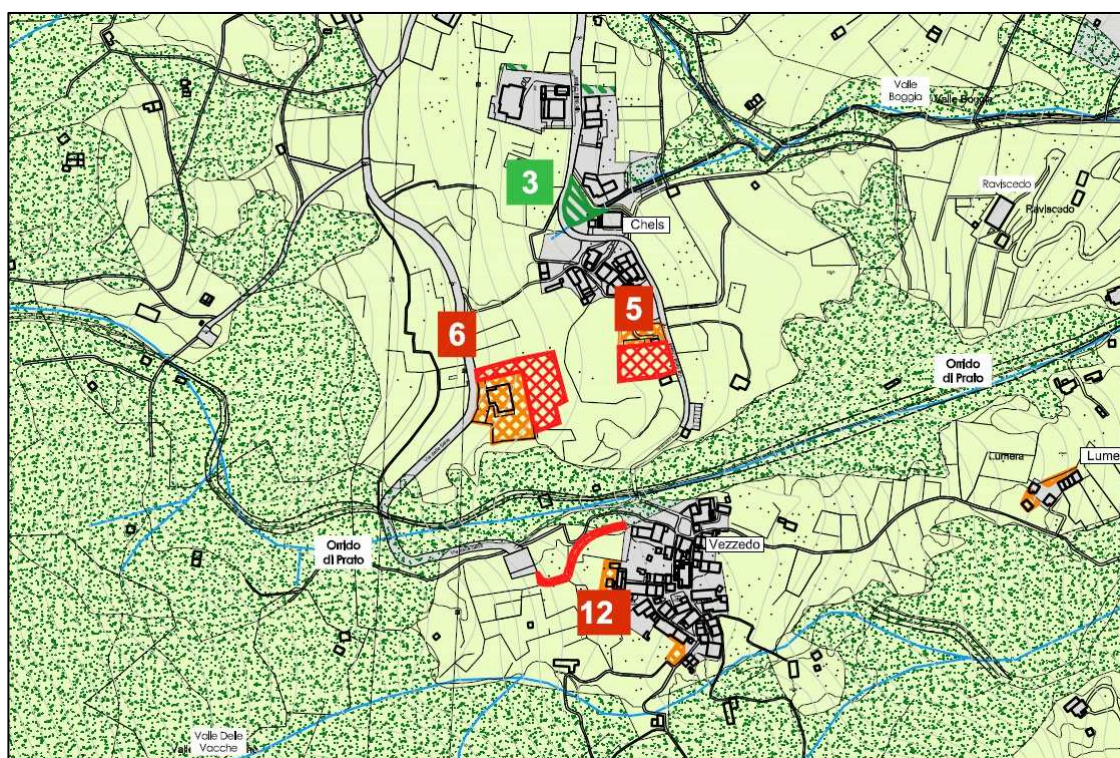 Valle
Boggia
Valle Boggia
3
Raviscedo
Raviscedo
Chels
5
6
Orrido
di Prato
Lumera
Lume
Orrido
di Prato
Vezzedo
12
Valle Delle
Vacche